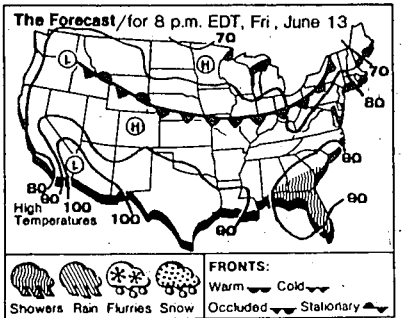 The Forecast/for 8 p.m. EDT, Fri, June 13
70
L
H
70
80
H
90
L
80
90
High
Temperatures
100
100
90
90
Showers Rain Flurries Snow
FRONTS:
Warm Cold
Occluded Stationary